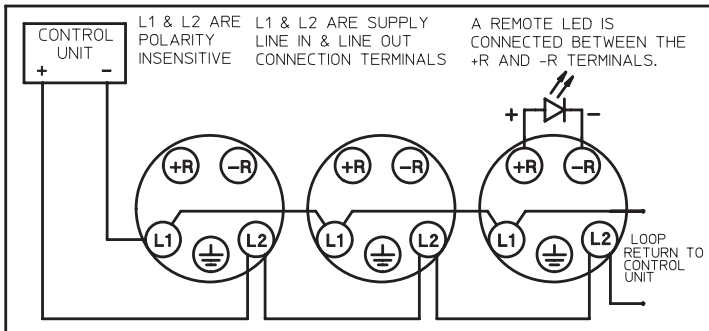 L1 & L2 ARE
POLARITY
INSENSITIVE
L1 & L2 ARE SUPPLY
LINE IN & LINE OUT
CONNECTION TERMINALS
A REMOTE LED IS
CONNECTED BETWEEN THE
+R AND -R TERMINALS.
CONTROL
UNIT
+ -
+ -
+R -R
+R -R
+R -R
L1 L2
L1 L2
L1 L2
LOOP
RETURN TO
CONTROL
UNIT